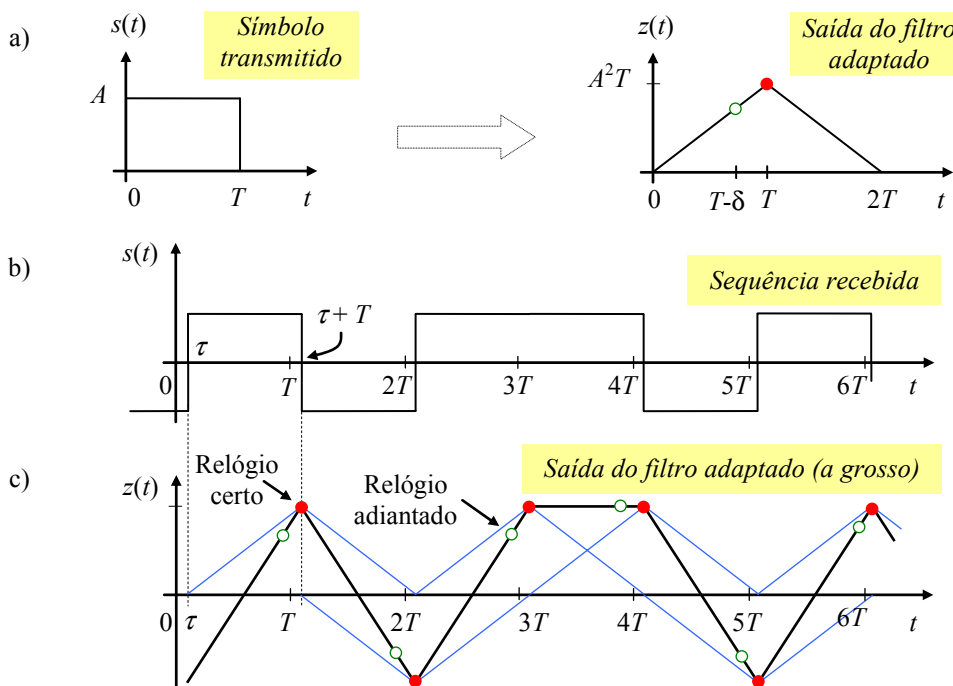 a)
s(t)
Símbolo
transmitido
A
0 T t
z(t)
Saída do filtro
adaptado
A²T
0 T-δ T 2T t
b)
s(t)
Sequência recebida
τ
τ + T
0 T 2T 3T 4T 5T 6T t
c)
z(t)
Relógio
certo
Relógio
adiantado
Saída do filtro adaptado (a grosso)
0 τ T 2T 3T 4T 5T 6T t